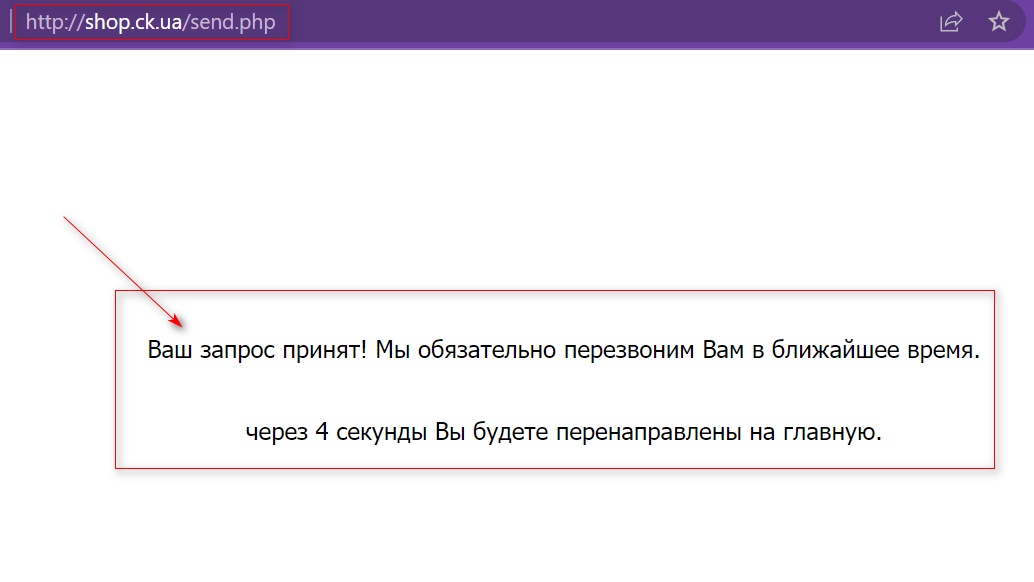 http://shop.ck.ua/send.php
Ваш запрос принят! Мы обязательно перезвоним Вам в ближайшее время.
через 4 секунды Вы будете перенаправлены на главную.